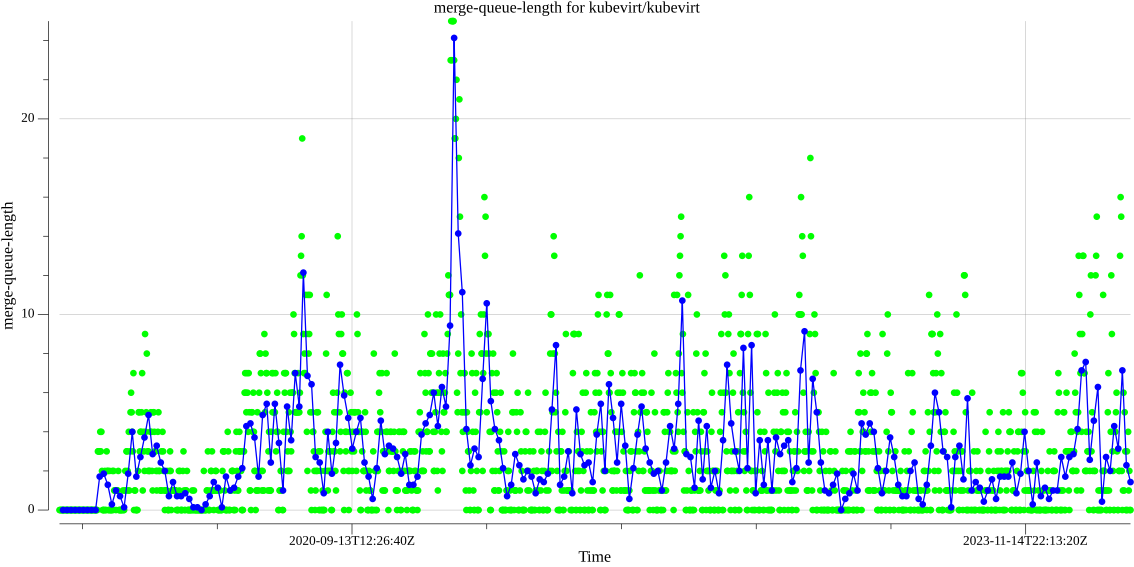 merge-queue-length for kubevirt/kubevirt
merge-queue-length
20
10
0
2020-09-13T12:26:40Z
2023-11-14T22:13:20Z
Time